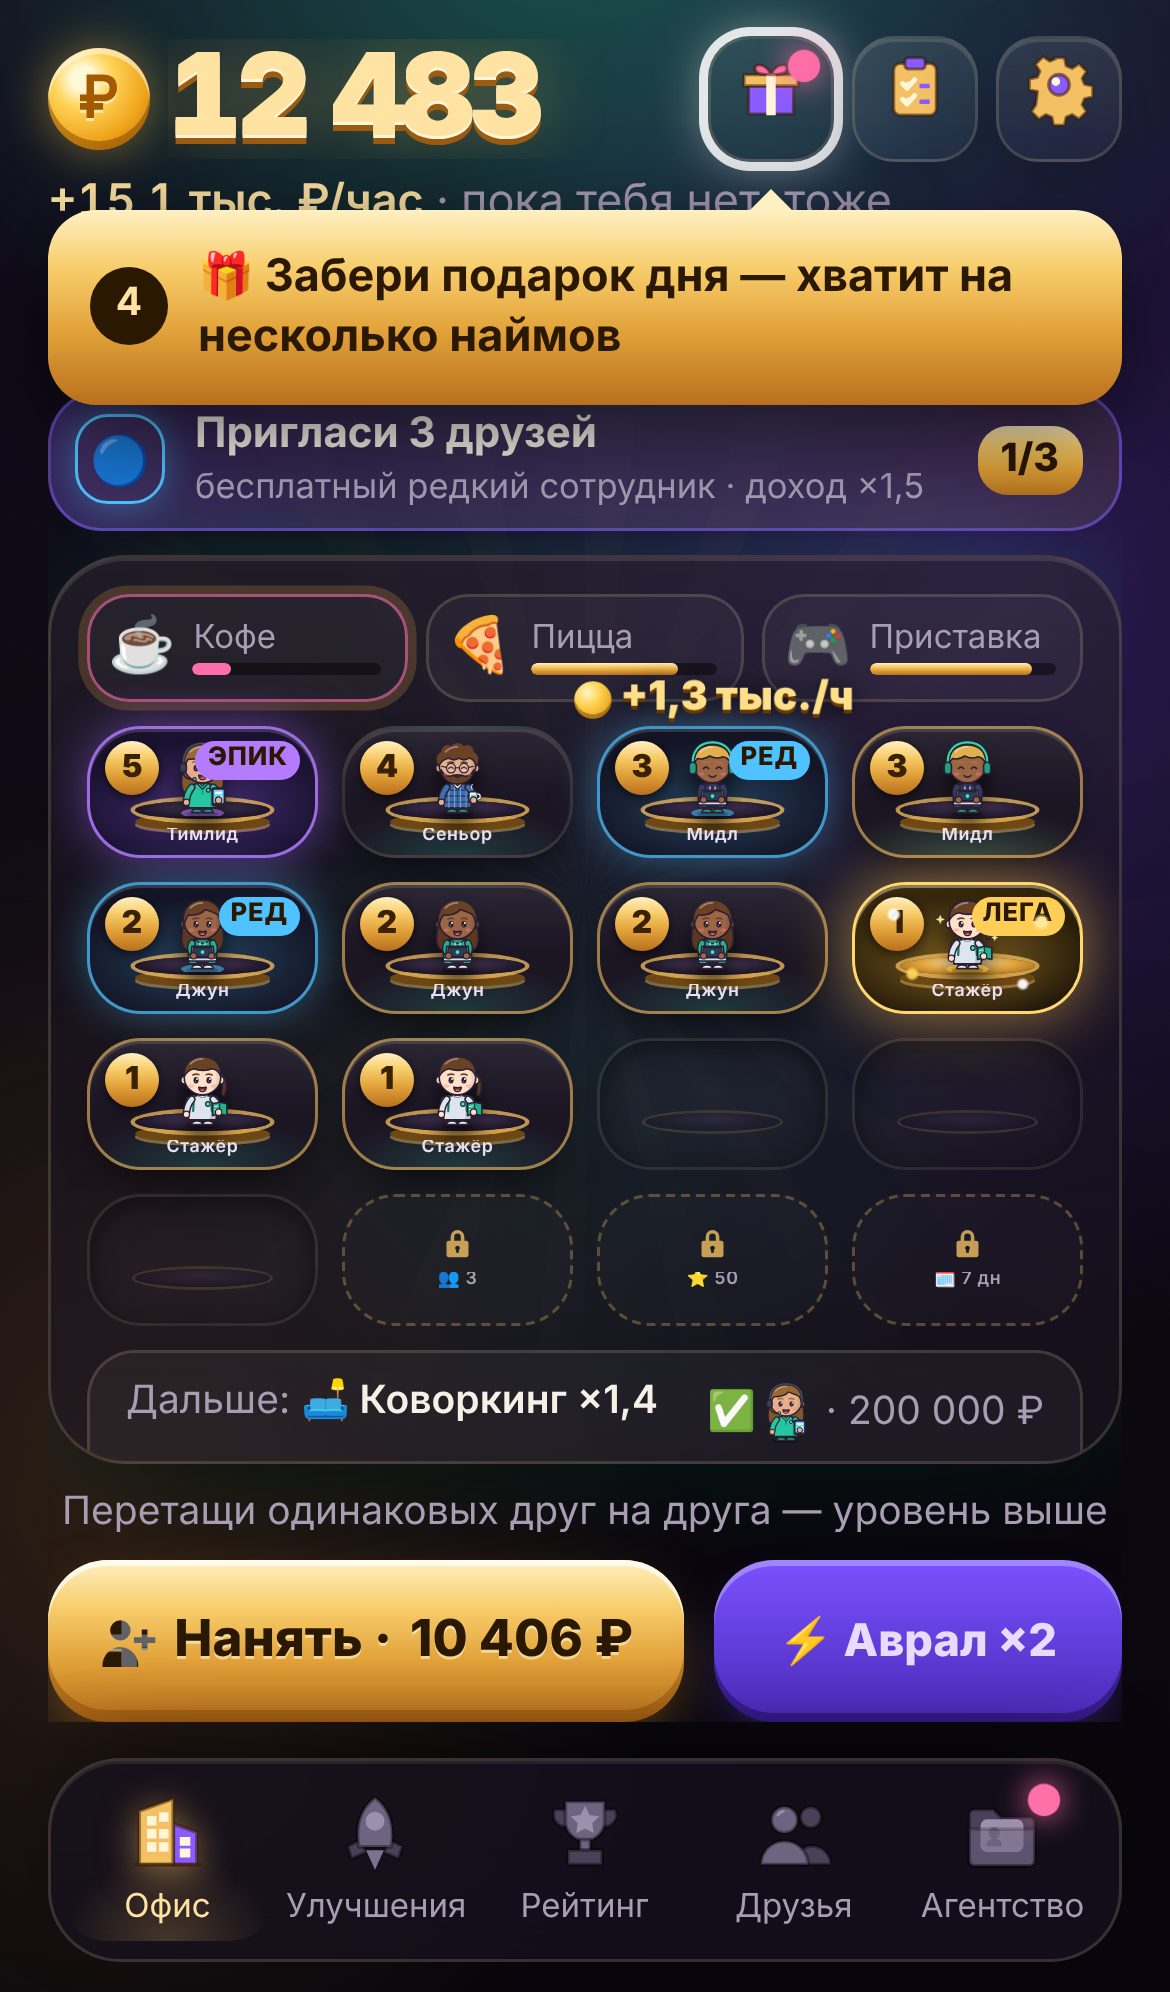 ₽ 12 483
+15,1 тыс. ₽/час · пока тебя нет тоже
4
🎁 Забери подарок дня — хватит на
несколько наймов
Пригласи 3 друзей
бесплатный редкий сотрудник · доход ×1,5
1/3
Кофе
Пицца
Приставка
+1,3 тыс./ч
5 ЭПИК
Тимлид
4
Сеньор
3 РЕД
Мидл
3
Мидл
2 РЕД
Джун
2
Джун
2
Джун
1 ЛЕГА
Стажёр
1
Стажёр
1
Стажёр
👥 3
⭐ 50
7 дн
Дальше: 🛋 Коворкинг ×1,4
✅ · 200 000 ₽
Перетащи одинаковых друг на друга — уровень выше
Нанять · 10 406 ₽
⚡ Аврал ×2
Офис
Улучшения
Рейтинг
Друзья
Агентство